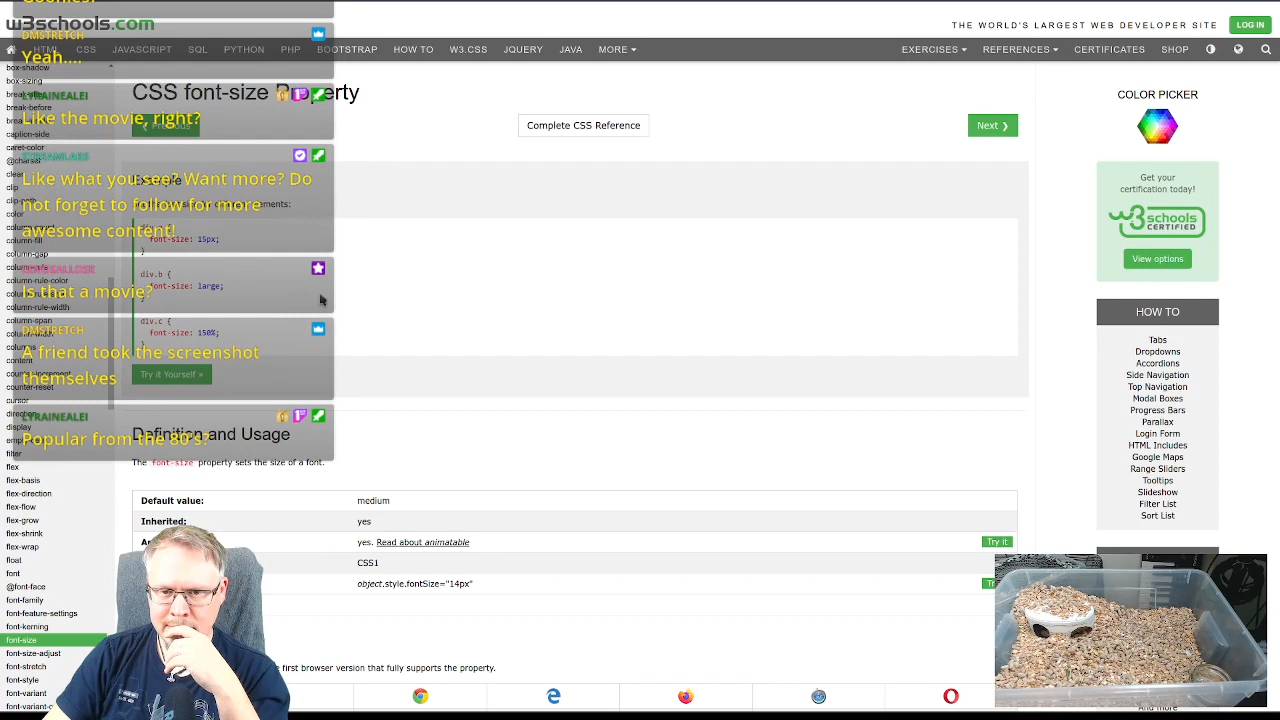 w3schools.com
THE WORLD'S LARGEST WEB DEVELOPER SITE
LOG IN
HTML
CSS
JAVASCRIPT
SQL
PYTHON
PHP
BOOTSTRAP
HOW TO
W3.CSS
JQUERY
JAVA
MORE
EXERCISES
REFERENCES
CERTIFICATES
SHOP
DMSTRETCH
Yeah....
LYRAINEALEI
Like the movie, right?
STREAMLABS
Like what you see? Want more? Do
not forget to follow for more
awesome content!
Is that a movie?
DMSTRETCH
A friend took the screenshot
themselves
LYRAINEALEI
Popular from the 80's?
box-shadow
box-sizing
break-before
caption-side
caret-color
@charset
clear
clip
color
column-fill
column-gap
column-rule-color
column-rule-width
column-span
columns
content
counter-increment
counter-reset
cursor
direction
display
filter
flex
flex-basis
flex-direction
flex-flow
flex-grow
flex-shrink
flex-wrap
float
font
@font-face
font-family
font-feature-settings
font-kerning
font-size
font-size-adjust
font-stretch
font-style
font-variant
CSS font-size Property
❮ Previous
Complete CSS Reference
Next ❯
Example
elements:
font-size: 15px;
}
div.b {
font-size: large;
}
div.c {
font-size: 150%;
}
Try it Yourself »
Definition and Usage
The font-size property sets the size of a font.
Default value: medium
Inherited: yes
yes. Read about animatable
Try it
CSS1
object.style.fontSize="14px"
first browser version that fully supports the property.
COLOR PICKER
Get your
certification today!
w3schools
CERTIFIED
View options
HOW TO
Tabs
Dropdowns
Accordions
Side Navigation
Top Navigation
Modal Boxes
Progress Bars
Parallax
Login Form
HTML Includes
Google Maps
Range Sliders
Tooltips
Slideshow
Filter List
Sort List